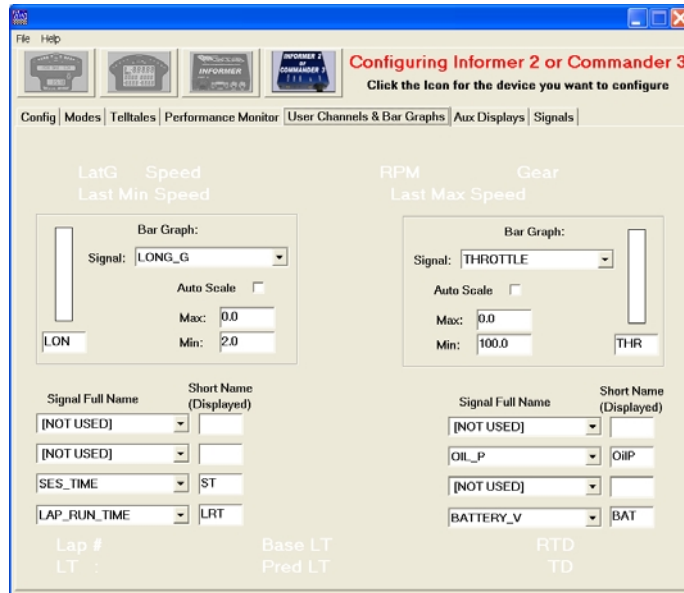 File Help
INFORMER
INFORMER 2
or
COMMANDER 3
Configuring Informer 2 or Commander 3
Click the Icon for the device you want to configure
Config Modes Telltales Performance Monitor User Channels & Bar Graphs Aux Displays Signals
LatG Speed RPM Gear
Last Min Speed Last Max Speed
Bar Graph:
Signal: LONG_G
Auto Scale
Max: 0.0
Min: 2.0
LON
Bar Graph:
Signal: THROTTLE
Auto Scale
Max: 0.0
Min: 100.0
THR
Signal Full Name Short Name
(Displayed)
[NOT USED]
[NOT USED]
SES_TIME ST
LAP_RUN_TIME LRT
Signal Full Name Short Name
(Displayed)
[NOT USED]
OIL_P OilP
[NOT USED]
BATTERY_V BAT
Lap # Base LT RTD
LT : Pred LT TD